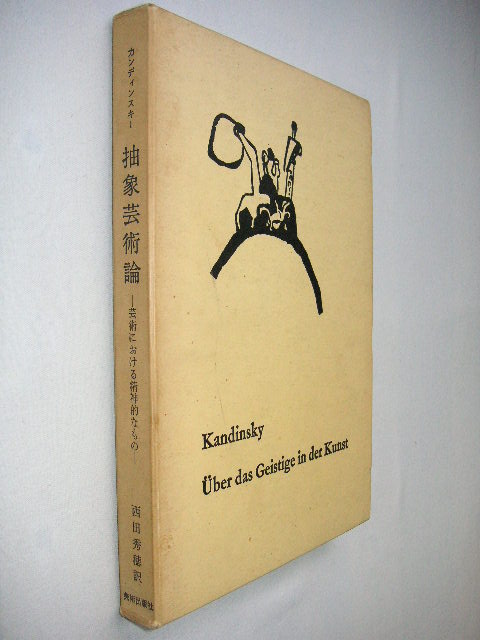 カンディンスキー
抽象芸術論
—芸術における精神的なもの—
西田秀穂訳
美術出版社
Kandinsky
Über das Geistige in der Kunst